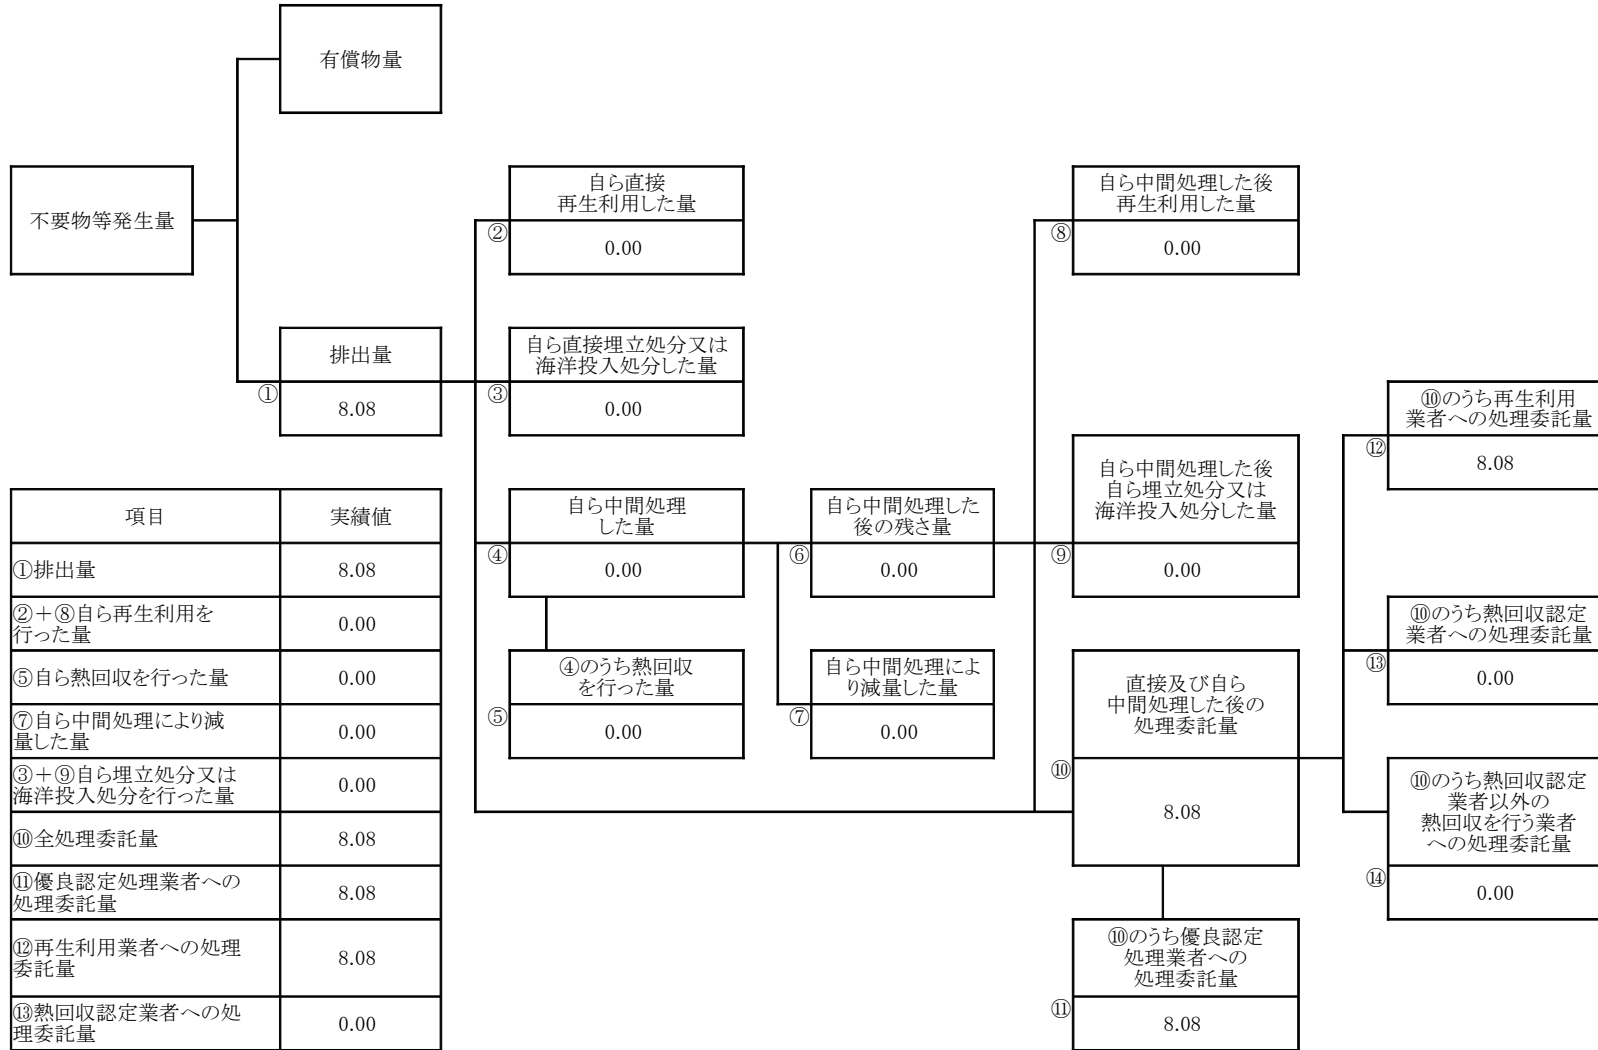 有償物量
不要物等発生量
自ら直接
再生利用した量
②
0.00
自ら中間処理した後
再生利用した量
⑧
0.00
排出量
①
8.08
自ら直接埋立処分又は
海洋投入処分した量
③
0.00
⑩のうち再生利用
業者への処理委託量
⑫
8.08
自ら中間処理
した量
④
0.00
自ら中間処理した
後の残さ量
⑥
0.00
自ら中間処理した後
自ら埋立処分又は
海洋投入処分した量
⑨
0.00
⑩のうち熱回収認定
業者への処理委託量
⑬
0.00
④のうち熱回収
を行った量
⑤
0.00
自ら中間処理によ
り減量した量
⑦
0.00
直接及び自ら
中間処理した後の
処理委託量
⑩
8.08
⑩のうち熱回収認定
業者以外の
熱回収を行う業者
への処理委託量
⑭
0.00
⑩のうち優良認定
処理業者への
処理委託量
⑪
8.08
項目 実績値
①排出量 8.08
②＋⑧自ら再生利用を
行った量 0.00
⑤自ら熱回収を行った量 0.00
⑦自ら中間処理により減
量した量 0.00
③＋⑨自ら埋立処分又は
海洋投入処分を行った量 0.00
⑩全処理委託量 8.08
⑪優良認定処理業者への
処理委託量 8.08
⑫再生利用業者への処理
委託量 8.08
⑬熱回収認定業者への処
理委託量 0.00